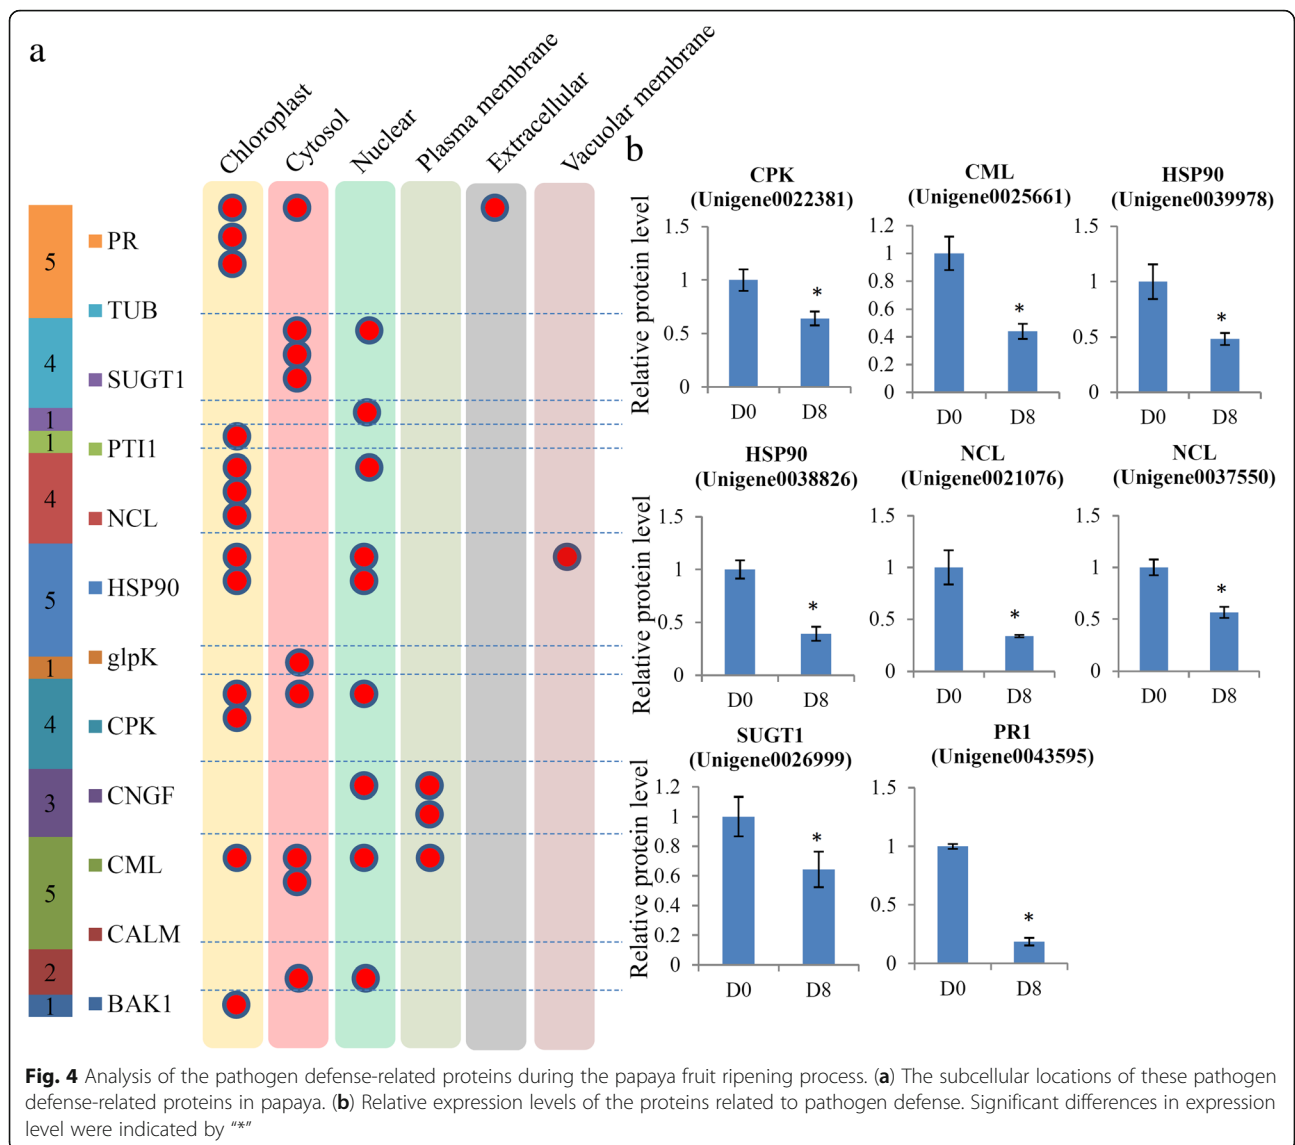 a
Chloroplast
Cytosol
Nuclear
Plasma membrane
Extracellular
Vacuolar membrane
5
4
1
1
4
5
1
4
3
5
2
1
PR
TUB
SUGT1
PTI1
NCL
HSP90
glpK
CPK
CNGF
CML
CALM
BAK1
b
CPK
(Unigene0022381)
Relative protein level
1.5
1
0.5
0
*
D0 D8
CML
(Unigene0025661)
1.2
1
0.8
0.6
0.4
0.2
0
*
D0 D8
HSP90
(Unigene0039978)
1.5
1
0.5
0
*
D0 D8
HSP90
(Unigene0038826)
Relative protein level
1.5
1
0.5
0
*
D0 D8
NCL
(Unigene0021076)
1.5
1
0.5
0
*
D0 D8
NCL
(Unigene0037550)
1.5
1
0.5
0
*
D0 D8
SUGT1
(Unigene0026999)
Relative protein level
1.2
1
0.8
0.6
0.4
0.2
0
*
D0 D8
PR1
(Unigene0043595)
1.5
1
0.5
0
*
D0 D8
Fig. 4 Analysis of the pathogen defense-related proteins during the papaya fruit ripening process. (a) The subcellular locations of these pathogen
defense-related proteins in papaya. (b) Relative expression levels of the proteins related to pathogen defense. Significant differences in expression
level were indicated by “*”